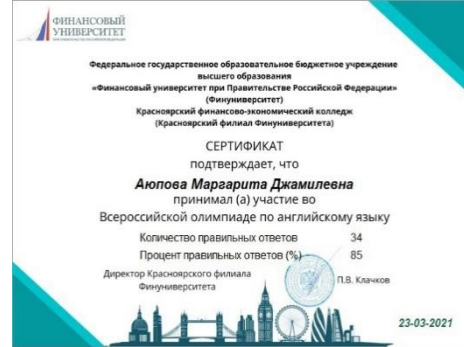 ФИНАНСОВЫЙ
УНИВЕРСИТЕТ
Федеральное государственное образовательное бюджетное учреждение
высшего образования
«Финансовый университет при Правительстве Российской Федерации»
(Финуниверситет)
Красноярский финансово-экономический колледж
(Красноярский филиал Финуниверситета)
СЕРТИФИКАТ
подтверждает, что
Аюпова Маргарита Джамилевна
принимал (а) участие во
Всероссийской олимпиаде по английскому языку
Количество правильных ответов 34
Процент правильных ответов (%) 85
Директор Красноярского филиала
Финуниверситета
П.В. Клачков
23-03-2021